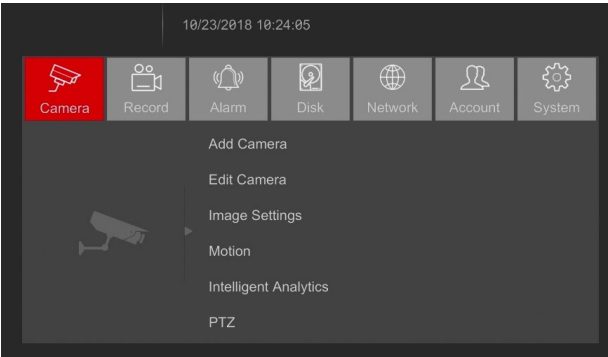 10/23/2018 10:24:05
Camera Record Alarm Disk Network Account System
Add Camera
Edit Camera
Image Settings
Motion
Intelligent Analytics
PTZ